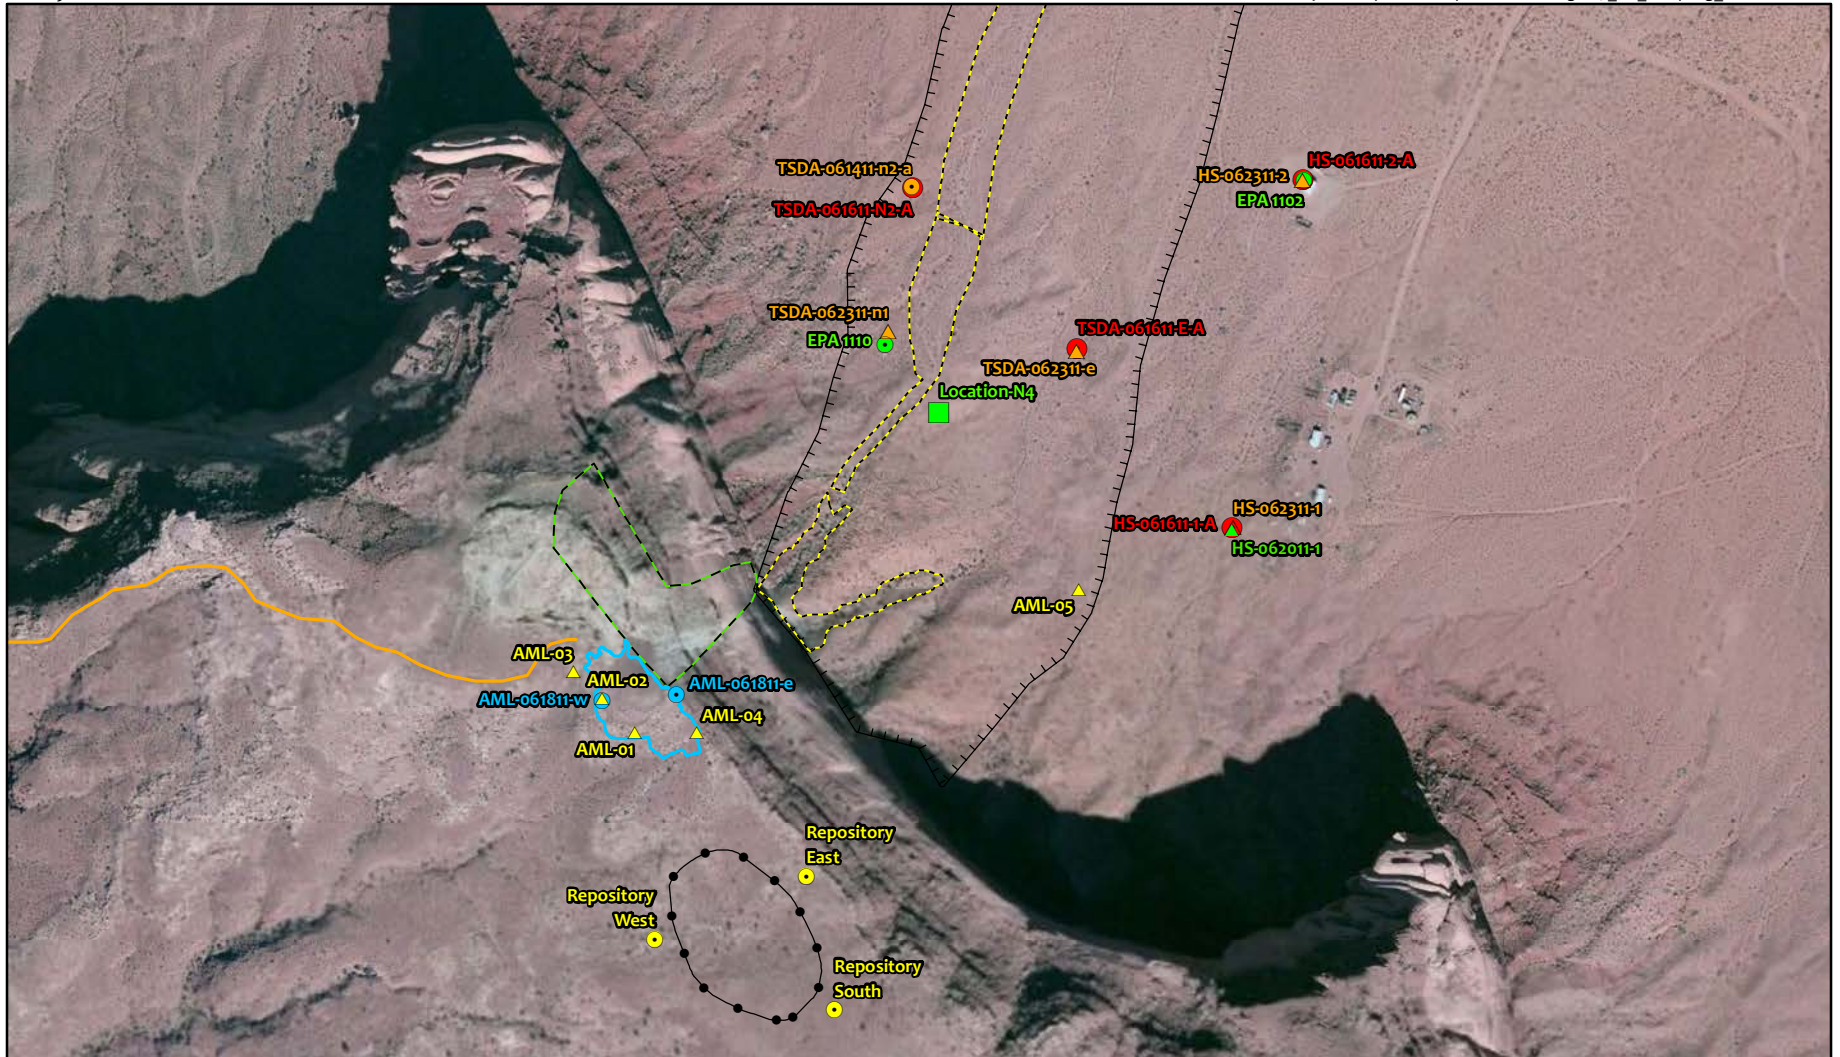 HS-061611-2-A
TSDA-061411-n2-a
HS-062311-2
EPA 1102
TSDA-061611-N2-A
TSDA-062311-n1
TSDA-061611-E-A
EPA 1110
TSDA-062311-e
Location-N4
HS-062311-1
HS-061611-1-A
HS-062011-1
AML-05
AML-03
AML-02
AML-061811-e
AML-061811-w
AML-04
AML-01
Repository
East
Repository
West
Repository
South